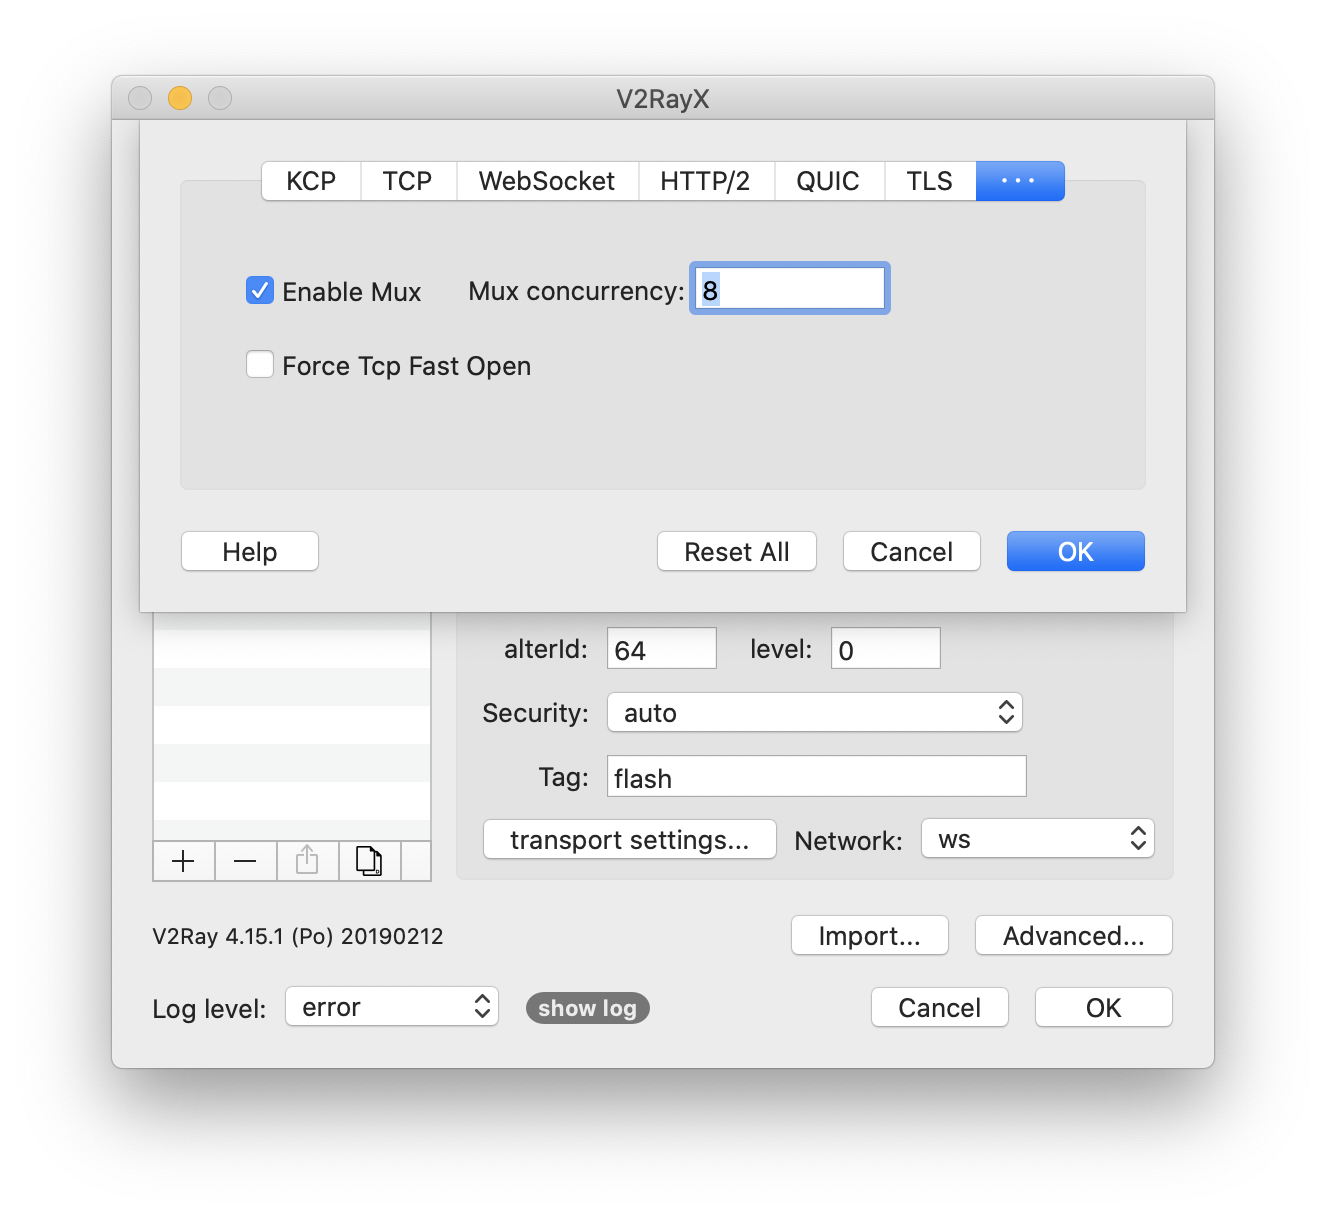 V2RayX
KCP TCP WebSocket HTTP/2 QUIC TLS ···
Enable Mux Mux concurrency: 8
Force Tcp Fast Open
Help Reset All Cancel OK
alterId: 64 level: 0
Security: auto
Tag: flash
transport settings... Network: ws
V2Ray 4.15.1 (Po) 20190212 Import... Advanced...
Log level: error show log Cancel OK